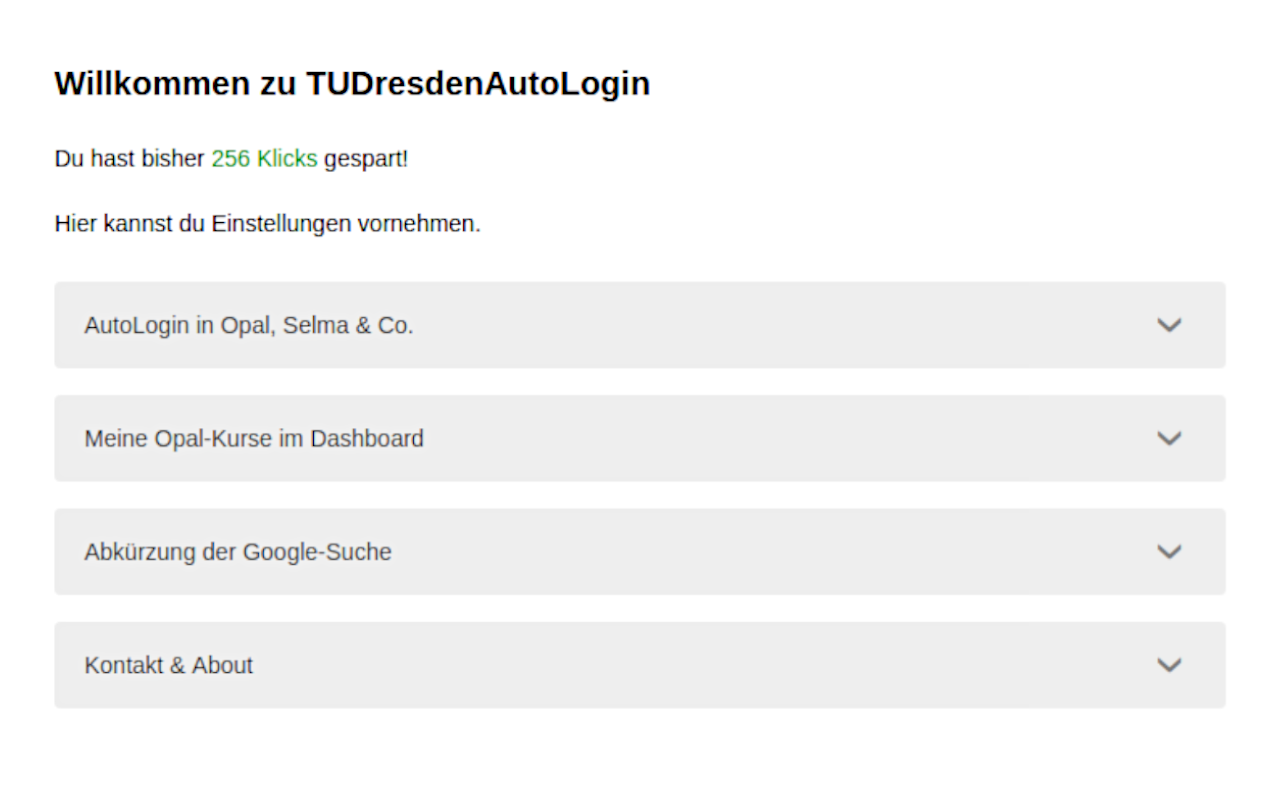 Willkommen zu TUDresdenAutoLogin
Du hast bisher 256 Klicks gespart!
Hier kannst du Einstellungen vornehmen.
AutoLogin in Opal, Selma & Co.
Meine Opal-Kurse im Dashboard
Abkürzung der Google-Suche
Kontakt & About